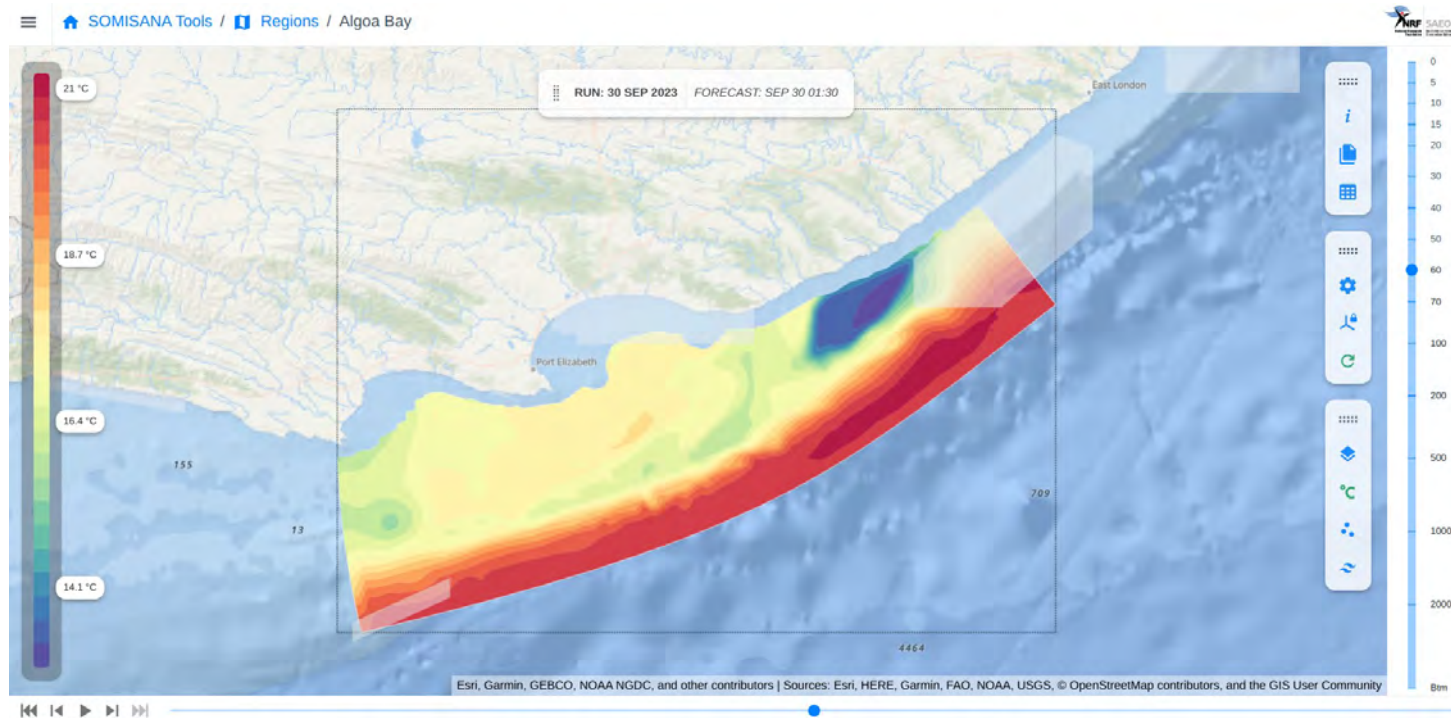 SOMISANA Tools / Regions / Algoa Bay
NRF SAEO
RUN: 30 SEP 2023 FORECAST: SEP 30 01:30
21 °C
18.7 °C
16.4 °C
14.1 °C
East London
Port Elizabeth
155
13
709
4464
i
°C
0
5
10
15
20
30
40
50
60
70
100
200
500
1000
2000
Btm
Esri, Garmin, GEBCO, NOAA NGDC, and other contributors | Sources: Esri, HERE, Garmin, FAO, NOAA, USGS, © OpenStreetMap contributors, and the GIS User Community